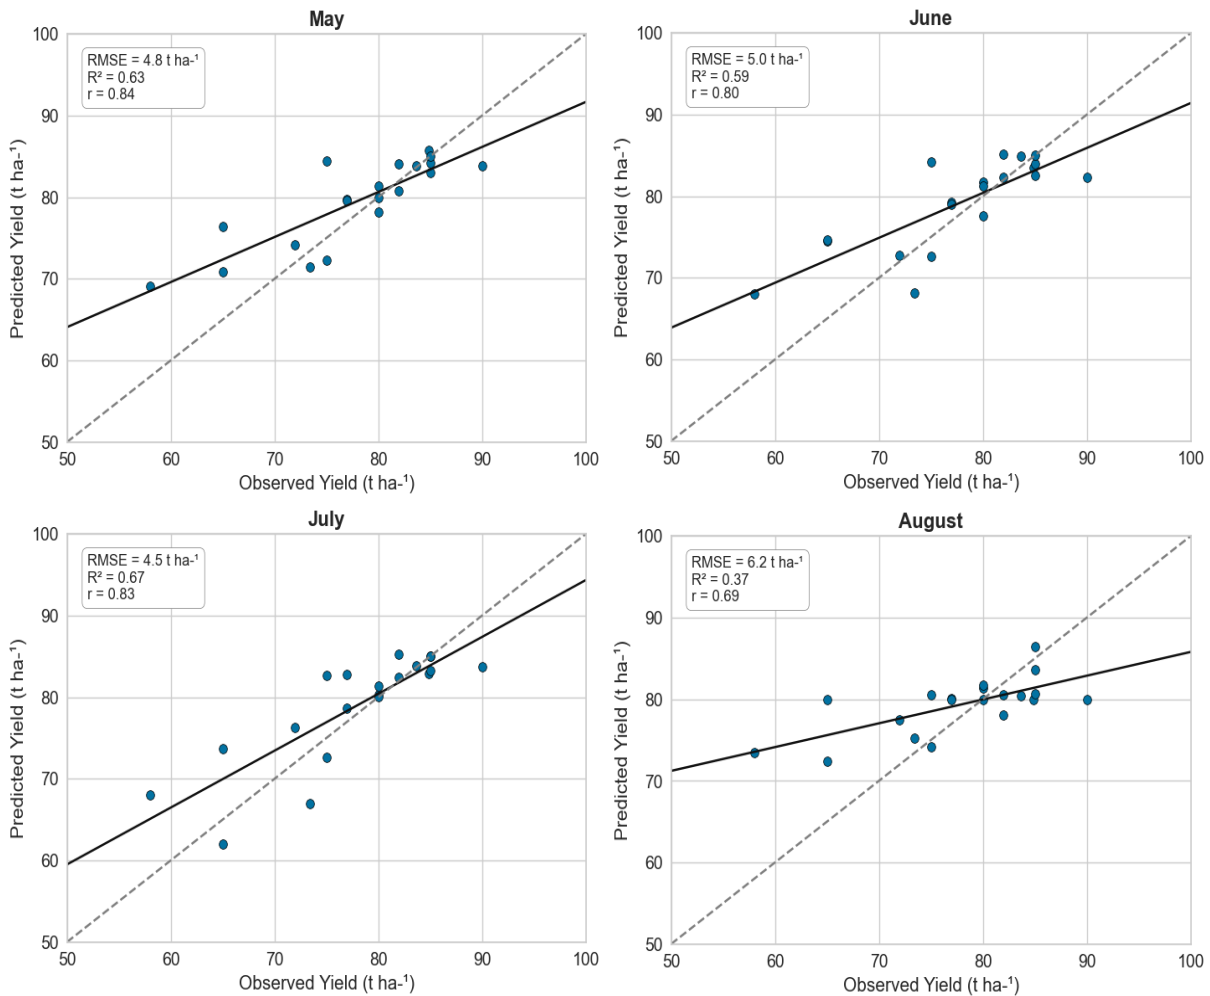 May
100
90
80
70
60
50
Predicted Yield (t ha-¹)
RMSE = 4.8 t ha-¹
R² = 0.63
r = 0.84
50 60 70 80 90 100
Observed Yield (t ha-¹)
June
100
90
80
70
60
50
Predicted Yield (t ha-¹)
RMSE = 5.0 t ha-¹
R² = 0.59
r = 0.80
50 60 70 80 90 100
Observed Yield (t ha-¹)
July
100
90
80
70
60
50
Predicted Yield (t ha-¹)
RMSE = 4.5 t ha-¹
R² = 0.67
r = 0.83
50 60 70 80 90 100
Observed Yield (t ha-¹)
August
100
90
80
70
60
50
Predicted Yield (t ha-¹)
RMSE = 6.2 t ha-¹
R² = 0.37
r = 0.69
50 60 70 80 90 100
Observed Yield (t ha-¹)